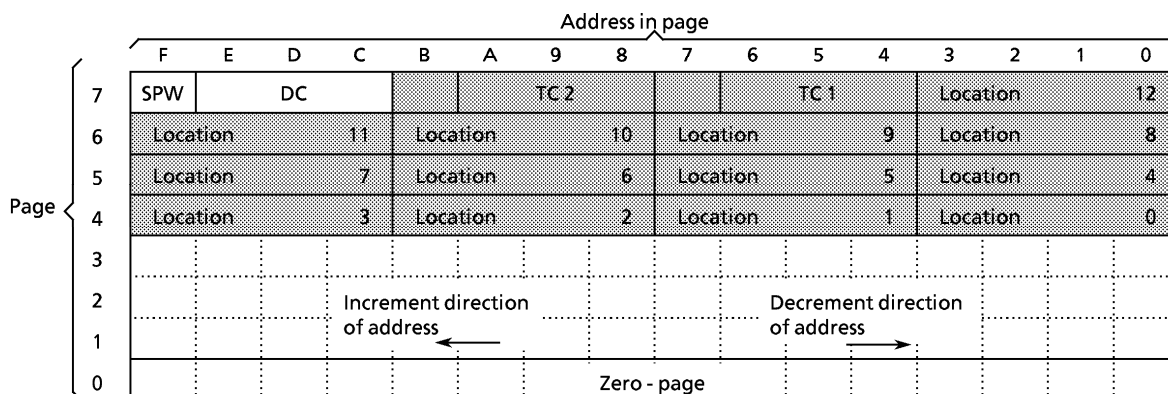 Address in page
F E D C B A 9 8 7 6 5 4 3 2 1 0
7 SPW DC TC 2 TC 1 Location 12
6 Location 11 Location 10 Location 9 Location 8
5 Location 7 Location 6 Location 5 Location 4
Page
4 Location 3 Location 2 Location 1 Location 0
3
2 Increment direction of address Decrement direction of address
1
0 Zero - page